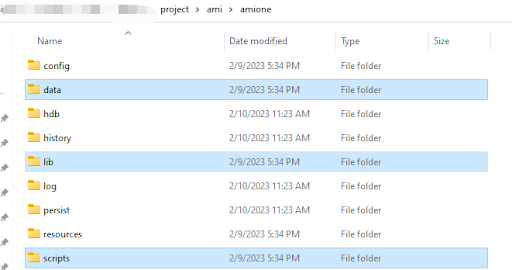 project > ami > amione
Name Date modified Type Size
config 2/9/2023 5:34 PM File folder
data 2/9/2023 5:34 PM File folder
hdb 2/10/2023 11:23 AM File folder
history 2/10/2023 11:23 AM File folder
lib 2/9/2023 5:34 PM File folder
log 2/10/2023 11:23 AM File folder
persist 2/10/2023 11:23 AM File folder
resources 2/9/2023 5:34 PM File folder
scripts 2/9/2023 5:34 PM File folder